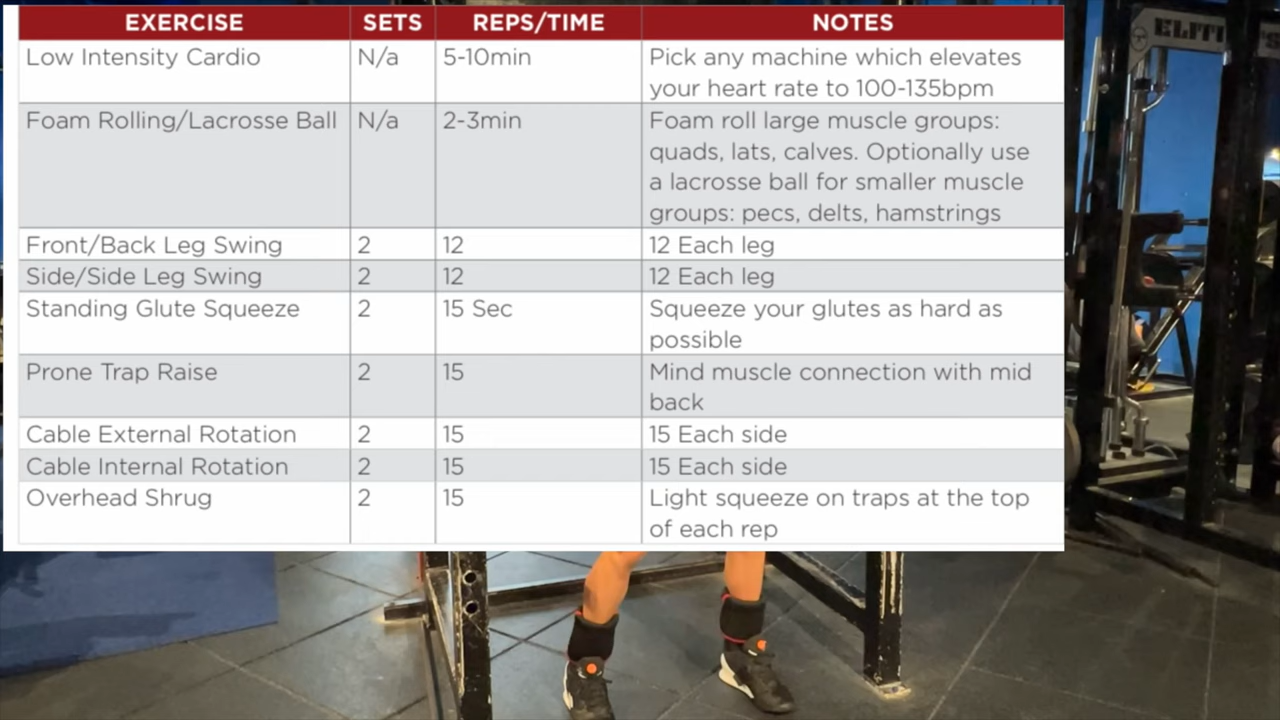 EXERCISE SETS REPS/TIME NOTES
Low Intensity Cardio N/a 5-10min Pick any machine which elevates
your heart rate to 100-135bpm
Foam Rolling/Lacrosse Ball N/a 2-3min Foam roll large muscle groups:
quads, lats, calves. Optionally use
a lacrosse ball for smaller muscle
groups: pecs, delts, hamstrings
Front/Back Leg Swing 2 12 12 Each leg
Side/Side Leg Swing 2 12 12 Each leg
Standing Glute Squeeze 2 15 Sec Squeeze your glutes as hard as
possible
Prone Trap Raise 2 15 Mind muscle connection with mid
back
Cable External Rotation 2 15 15 Each side
Cable Internal Rotation 2 15 15 Each side
Overhead Shrug 2 15 Light squeeze on traps at the top
of each rep